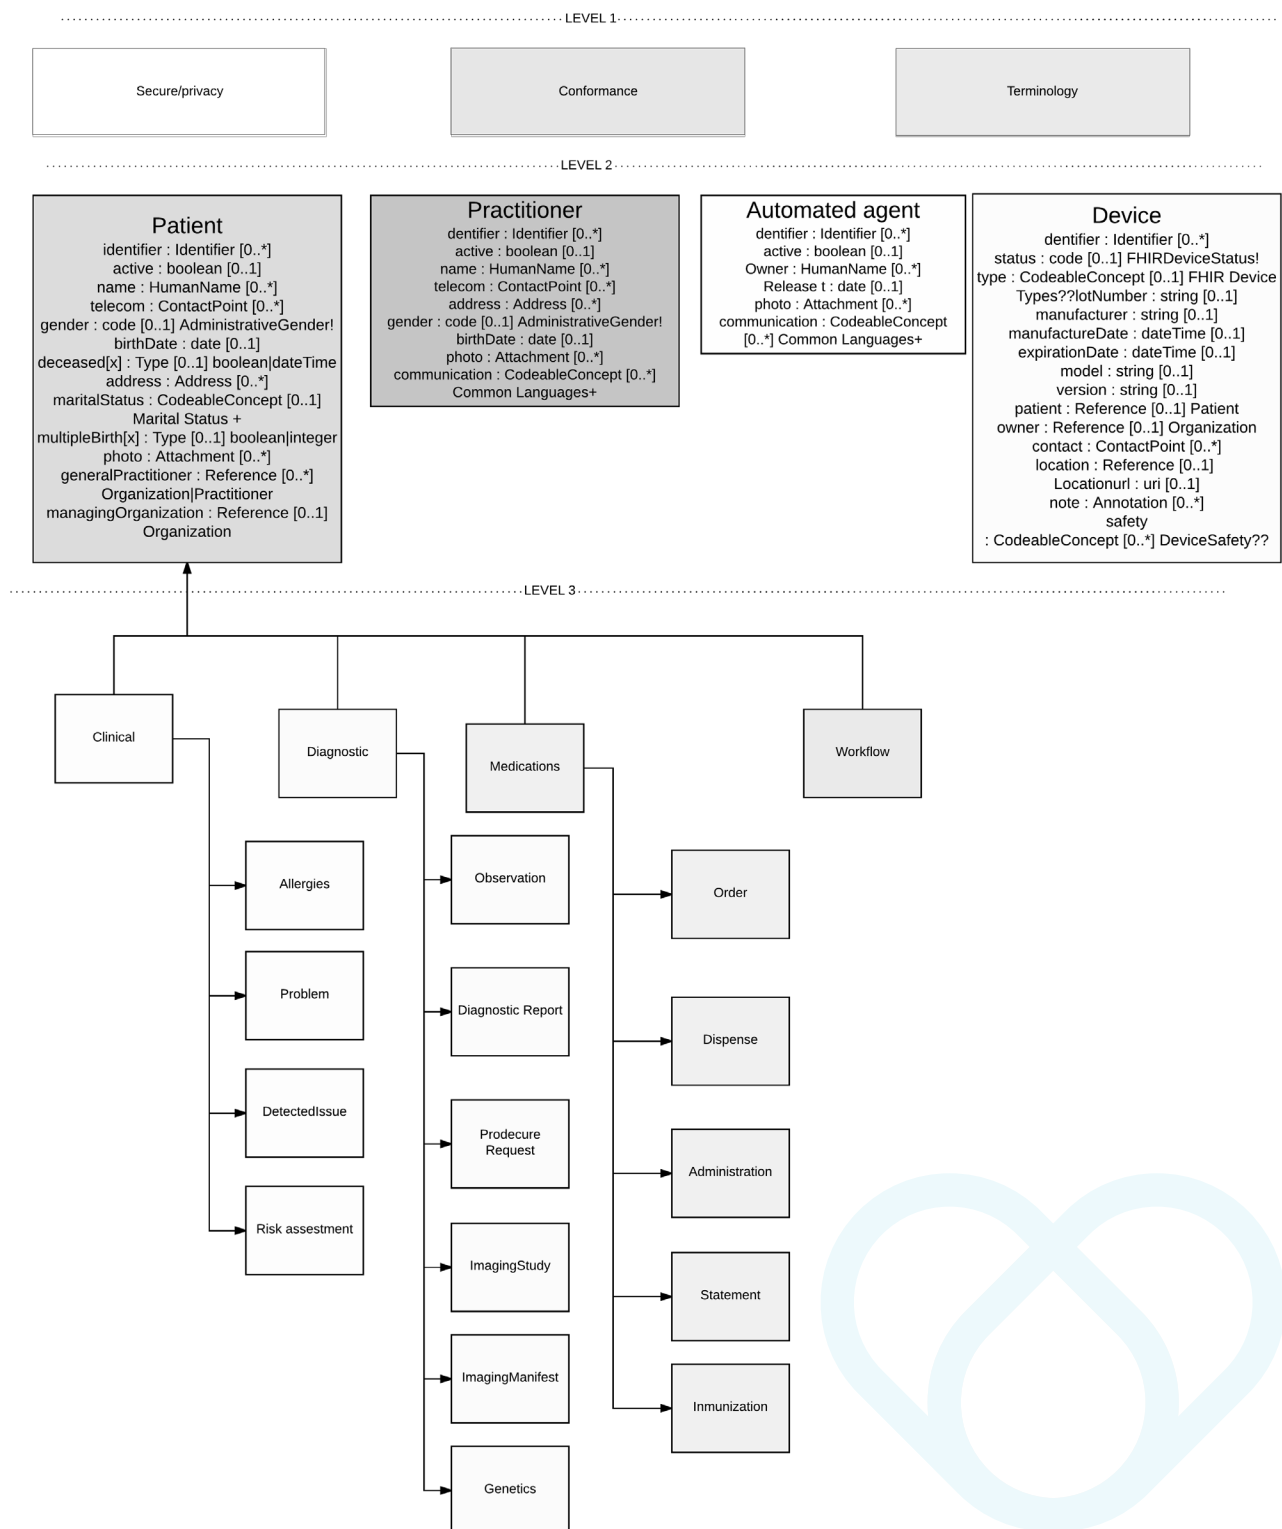 LEVEL 1
Secure/privacy
Conformance
Terminology
LEVEL 2
Patient
identifier : Identifier [0..*]
active : boolean [0..1]
name : HumanName [0..*]
telecom : ContactPoint [0..*]
gender : code [0..1] AdministrativeGender!
birthDate : date [0..1]
deceased[x] : Type [0..1] boolean|dateTime
address : Address [0..*]
maritalStatus : CodeableConcept [0..1]
Marital Status +
multipleBirth[x] : Type [0..1] boolean|integer
photo : Attachment [0..*]
generalPractitioner : Reference [0..*]
Organization|Practitioner
managingOrganization : Reference [0..1]
Organization
Practitioner
dentifier : Identifier [0..*]
active : boolean [0..1]
name : HumanName [0..*]
telecom : ContactPoint [0..*]
address : Address [0..*]
gender : code [0..1] AdministrativeGender!
birthDate : date [0..1]
photo : Attachment [0..*]
communication : CodeableConcept [0..*]
Common Languages+
Automated agent
dentifier : Identifier [0..*]
active : boolean [0..1]
Owner : HumanName [0..*]
Release t : date [0..1]
photo : Attachment [0..*]
communication : CodeableConcept
[0..*] Common Languages+
Device
dentifier : Identifier [0..*]
status : code [0..1] FHIRDeviceStatus!
type : CodeableConcept [0..1] FHIR Device
Types??lotNumber : string [0..1]
manufacturer : string [0..1]
manufactureDate : dateTime [0..1]
expirationDate : dateTime [0..1]
model : string [0..1]
version : string [0..1]
patient : Reference [0..1] Patient
owner : Reference [0..1] Organization
contact : ContactPoint [0..*]
location : Reference [0..1]
Locationurl : uri [0..1]
note : Annotation [0..*]
safety
: CodeableConcept [0..*] DeviceSafety??
LEVEL 3
Clinical
Diagnostic
Medications
Workflow
Allergies
Problem
DetectedIssue
Risk assestment
Observation
Diagnostic Report
Prodecure
Request
ImagingStudy
ImagingManifest
Genetics
Order
Dispense
Administration
Statement
Inmunization